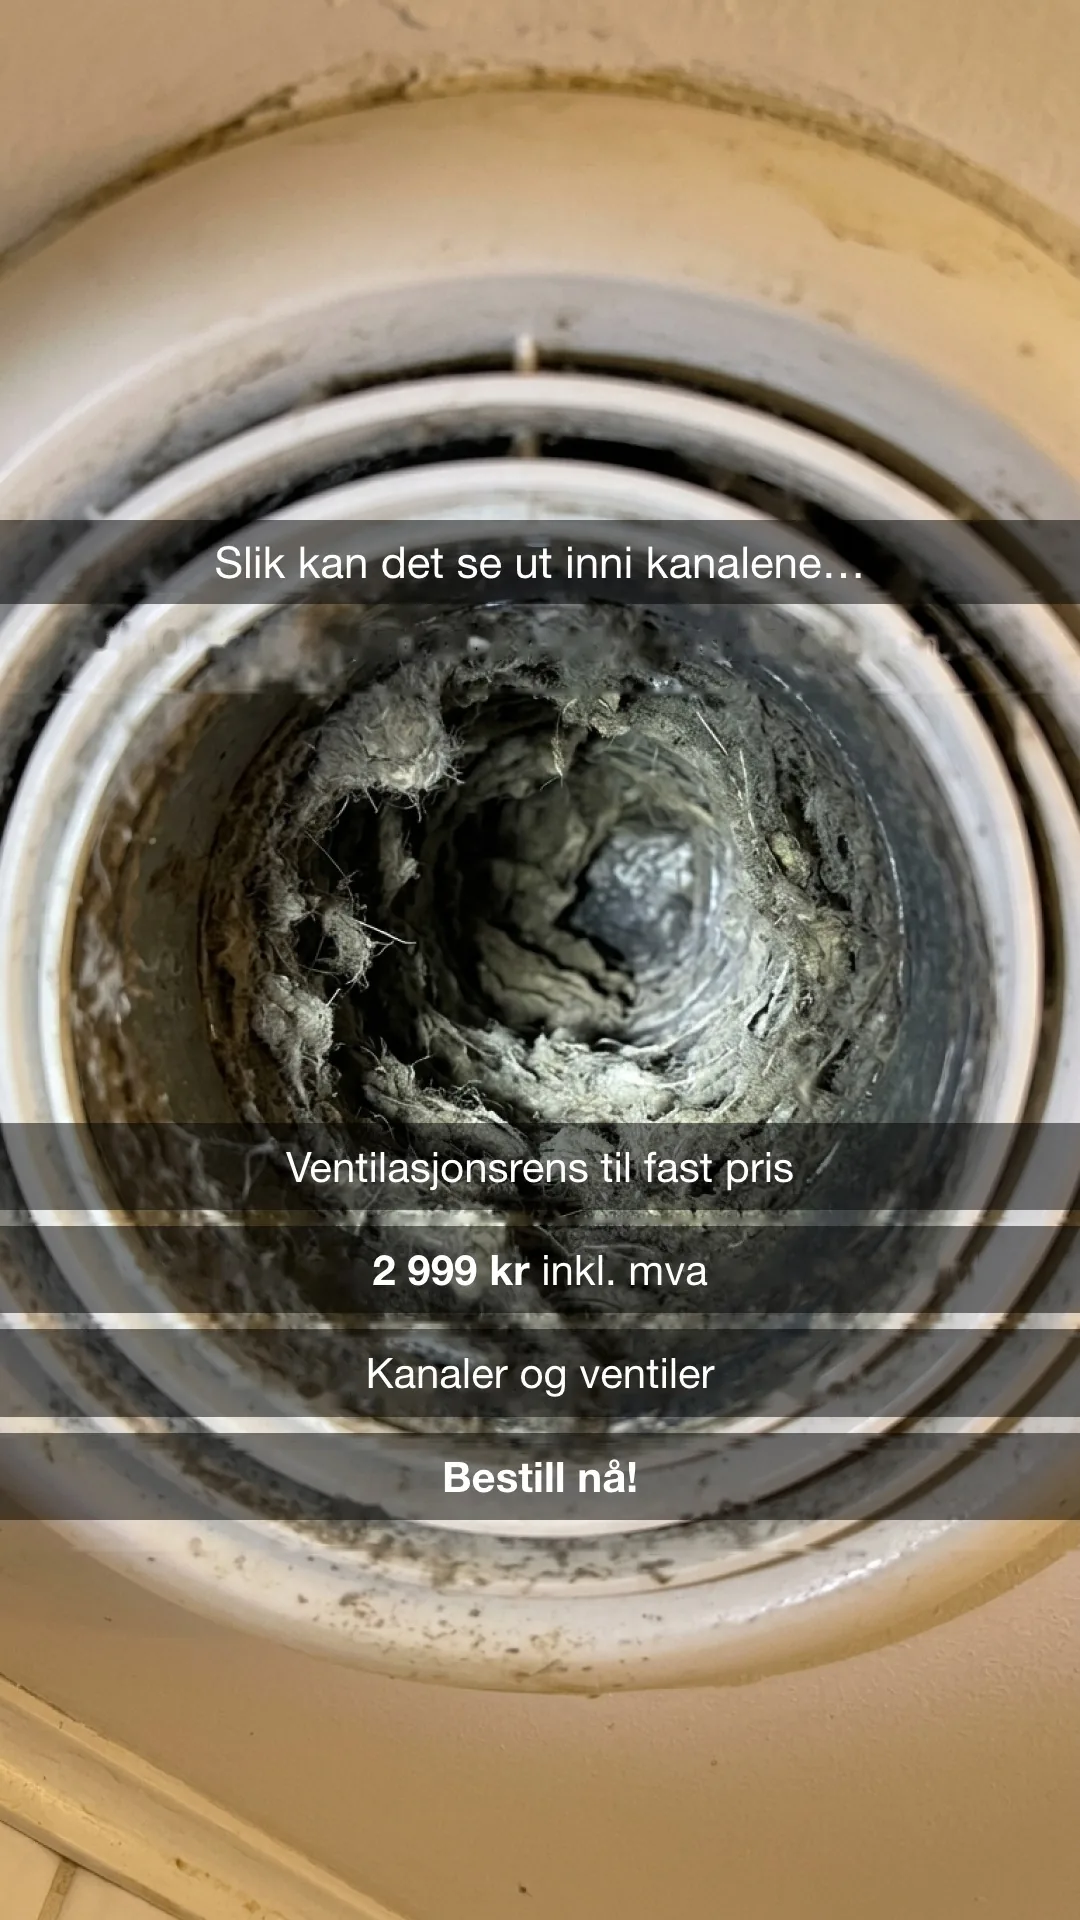 Slik kan det se ut inni kanalene...
Ventilasjonsrens til fast pris
2 999 kr inkl. mva
Kanaler og ventiler
Bestill nå!